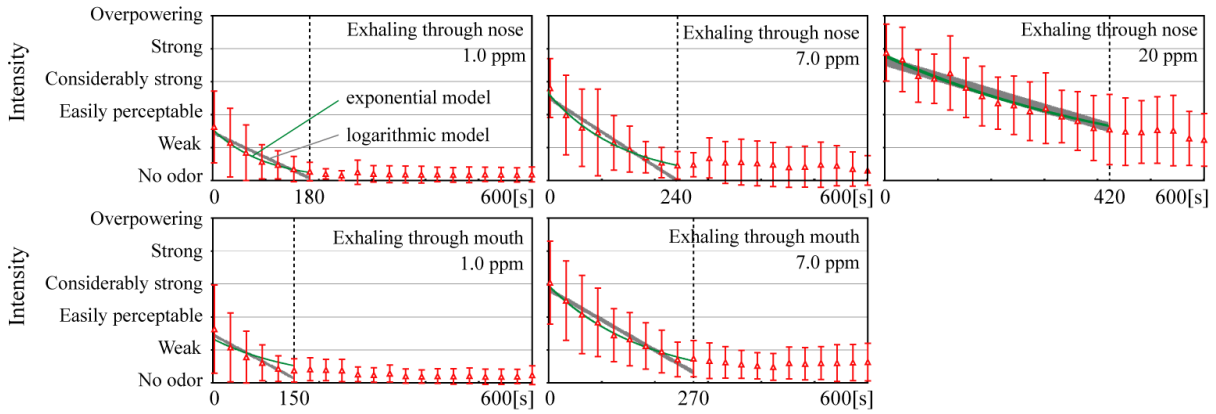 Intensity
Overpowering
Strong
Considerably strong
Easily perceptable
Weak
No odor
Exhaling through nose
1.0 ppm
exponential model
logarithmic model
0 180 600[s]
Exhaling through nose
7.0 ppm
0 240 600[s]
Exhaling through nose
20 ppm
0 420 600[s]
Intensity
Overpowering
Strong
Considerably strong
Easily perceptable
Weak
No odor
Exhaling through mouth
1.0 ppm
0 150 600[s]
Exhaling through mouth
7.0 ppm
0 270 600[s]